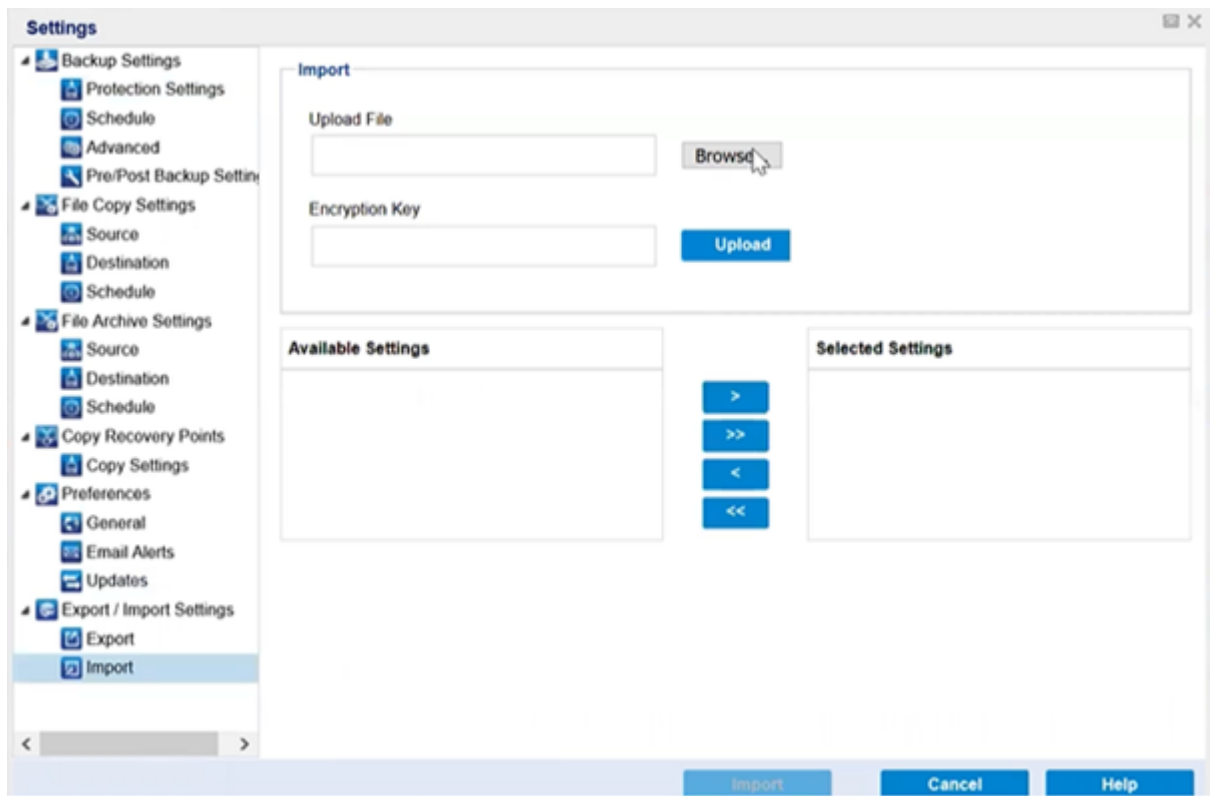 Settings
Backup Settings
Protection Settings
Schedule
Advanced
Pre/Post Backup Setting
File Copy Settings
Source
Destination
Schedule
File Archive Settings
Source
Destination
Schedule
Copy Recovery Points
Copy Settings
Preferences
General
Email Alerts
Updates
Export / Import Settings
Export
Import
Import
Upload File
Browse
Encryption Key
Upload
Available Settings
>
>>
<
<<
Selected Settings
< >
Import Cancel Help